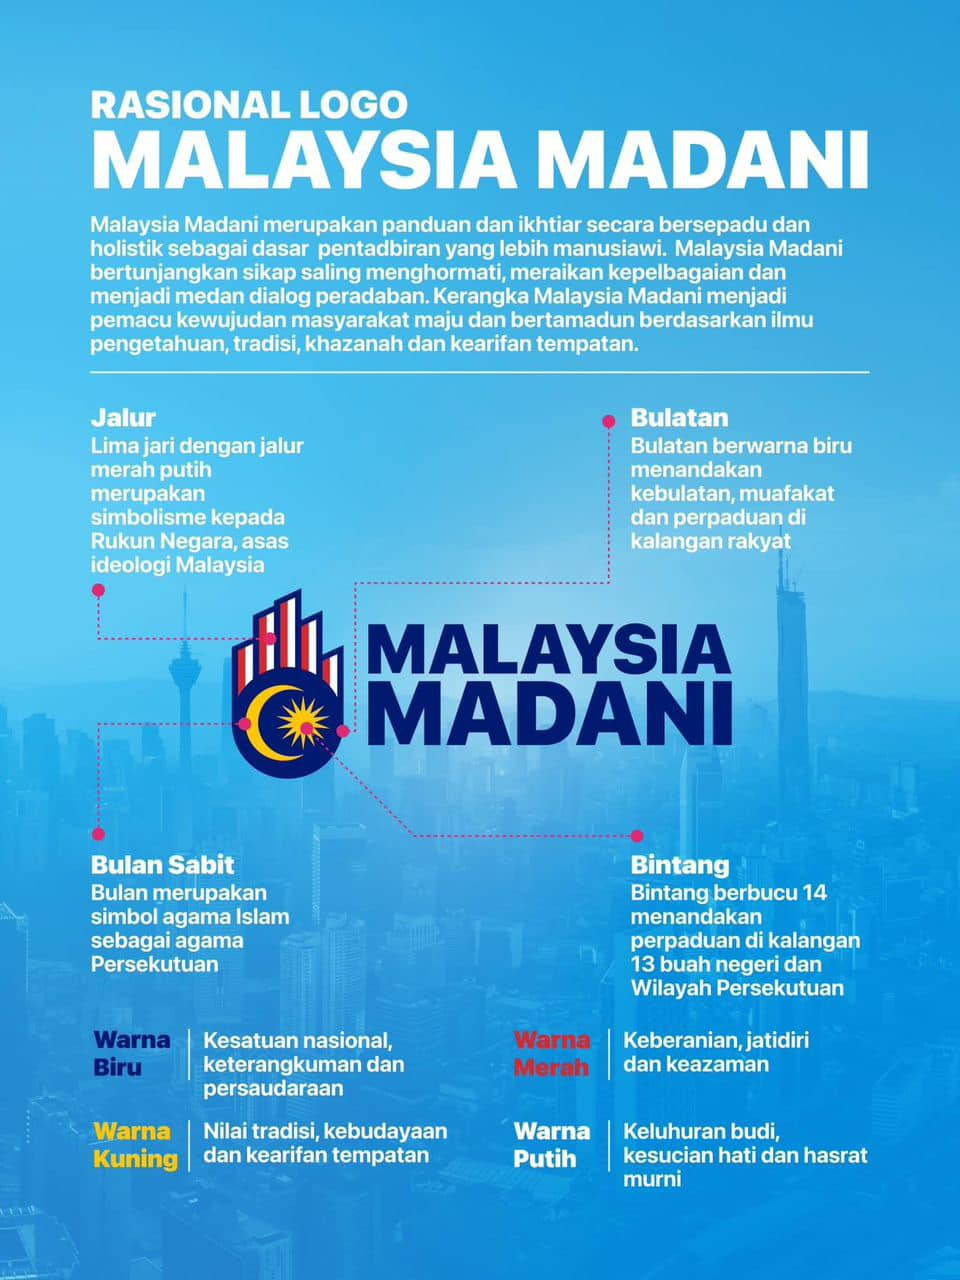 RASIONAL LOGO
MALAYSIA MADANI
Malaysia Madani merupakan panduan dan ikhtiar secara bersepadu dan
holistik sebagai dasar pentadbiran yang lebih manusiawi. Malaysia Madani
bertunjangkan sikap saling menghormati, meraikan kepelbagaian dan
menjadi medan dialog peradaban. Kerangka Malaysia Madani menjadi
pemacu kewujudan masyarakat maju dan bertamadun berdasarkan ilmu
pengetahuan, tradisi, khazanah dan kearifan tempatan.
Jalur
Lima jari dengan jalur
merah putih
merupakan
simbolisme kepada
Rukun Negara, asas
ideologi Malaysia
Bulatan
Bulatan berwarna biru
menandakan
kebulatan, muafakat
dan perpaduan di
kalangan rakyat
MALAYSIA
MADANI
Bulan Sabit
Bulan merupakan
simbol agama Islam
sebagai agama
Persekutuan
Bintang
Bintang berbucu 14
menandakan
perpaduan di kalangan
13 buah negeri dan
Wilayah Persekutuan
Warna
Biru
Kesatuan nasional,
keterangkuman dan
persaudaraan
Warna
Merah
Keberanian, jatidiri
dan keazaman
Warna
Kuning
Nilai tradisi, kebudayaan
dan kearifan tempatan
Warna
Putih
Keluhuran budi,
kesucian hati dan hasrat
murni